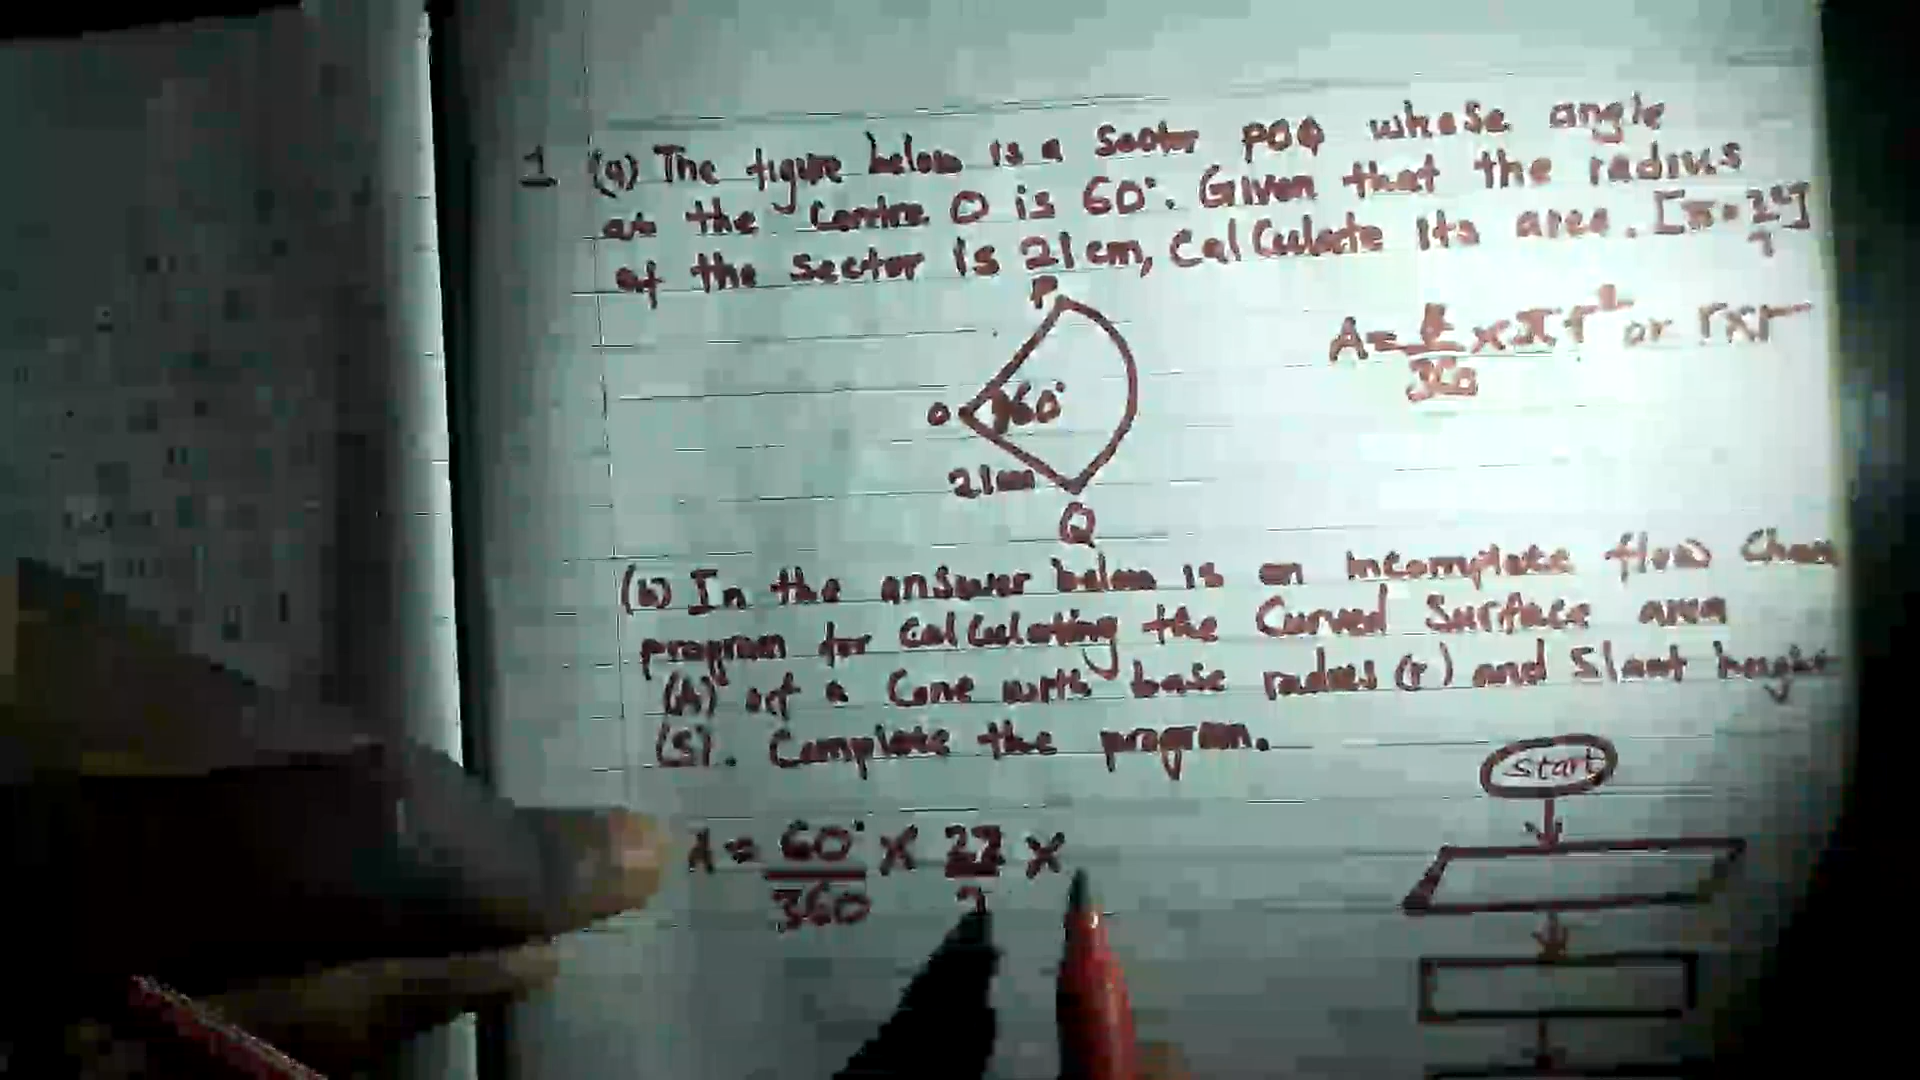 1 (a) The figure below is a Sector POQ whose angle
at the Centre O is 60°. Given that the radius
of the sector is 21cm, Calculate its area. [π=22/7]
P
A=θ/360 ×πr² or r×r
O 60°
21cm
Q
(b) In the answer below is an incomplete flow
program for Calculating the Curved Surface area
(A) of a Cone with base radius (r) and slant height
(S). Complete the program.
Start
A = 60°/360 × 22/7 ×